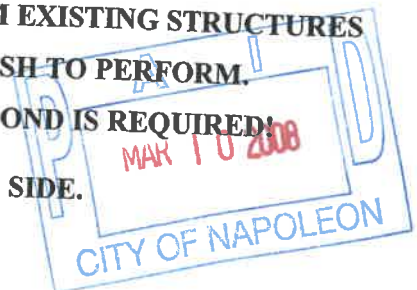 M EXISTING STRUCTURES
SH TO PERFORM.
OND IS REQUIRED!
SIDE.
PAID
MAR 10 2008
CITY OF NAPOLEON